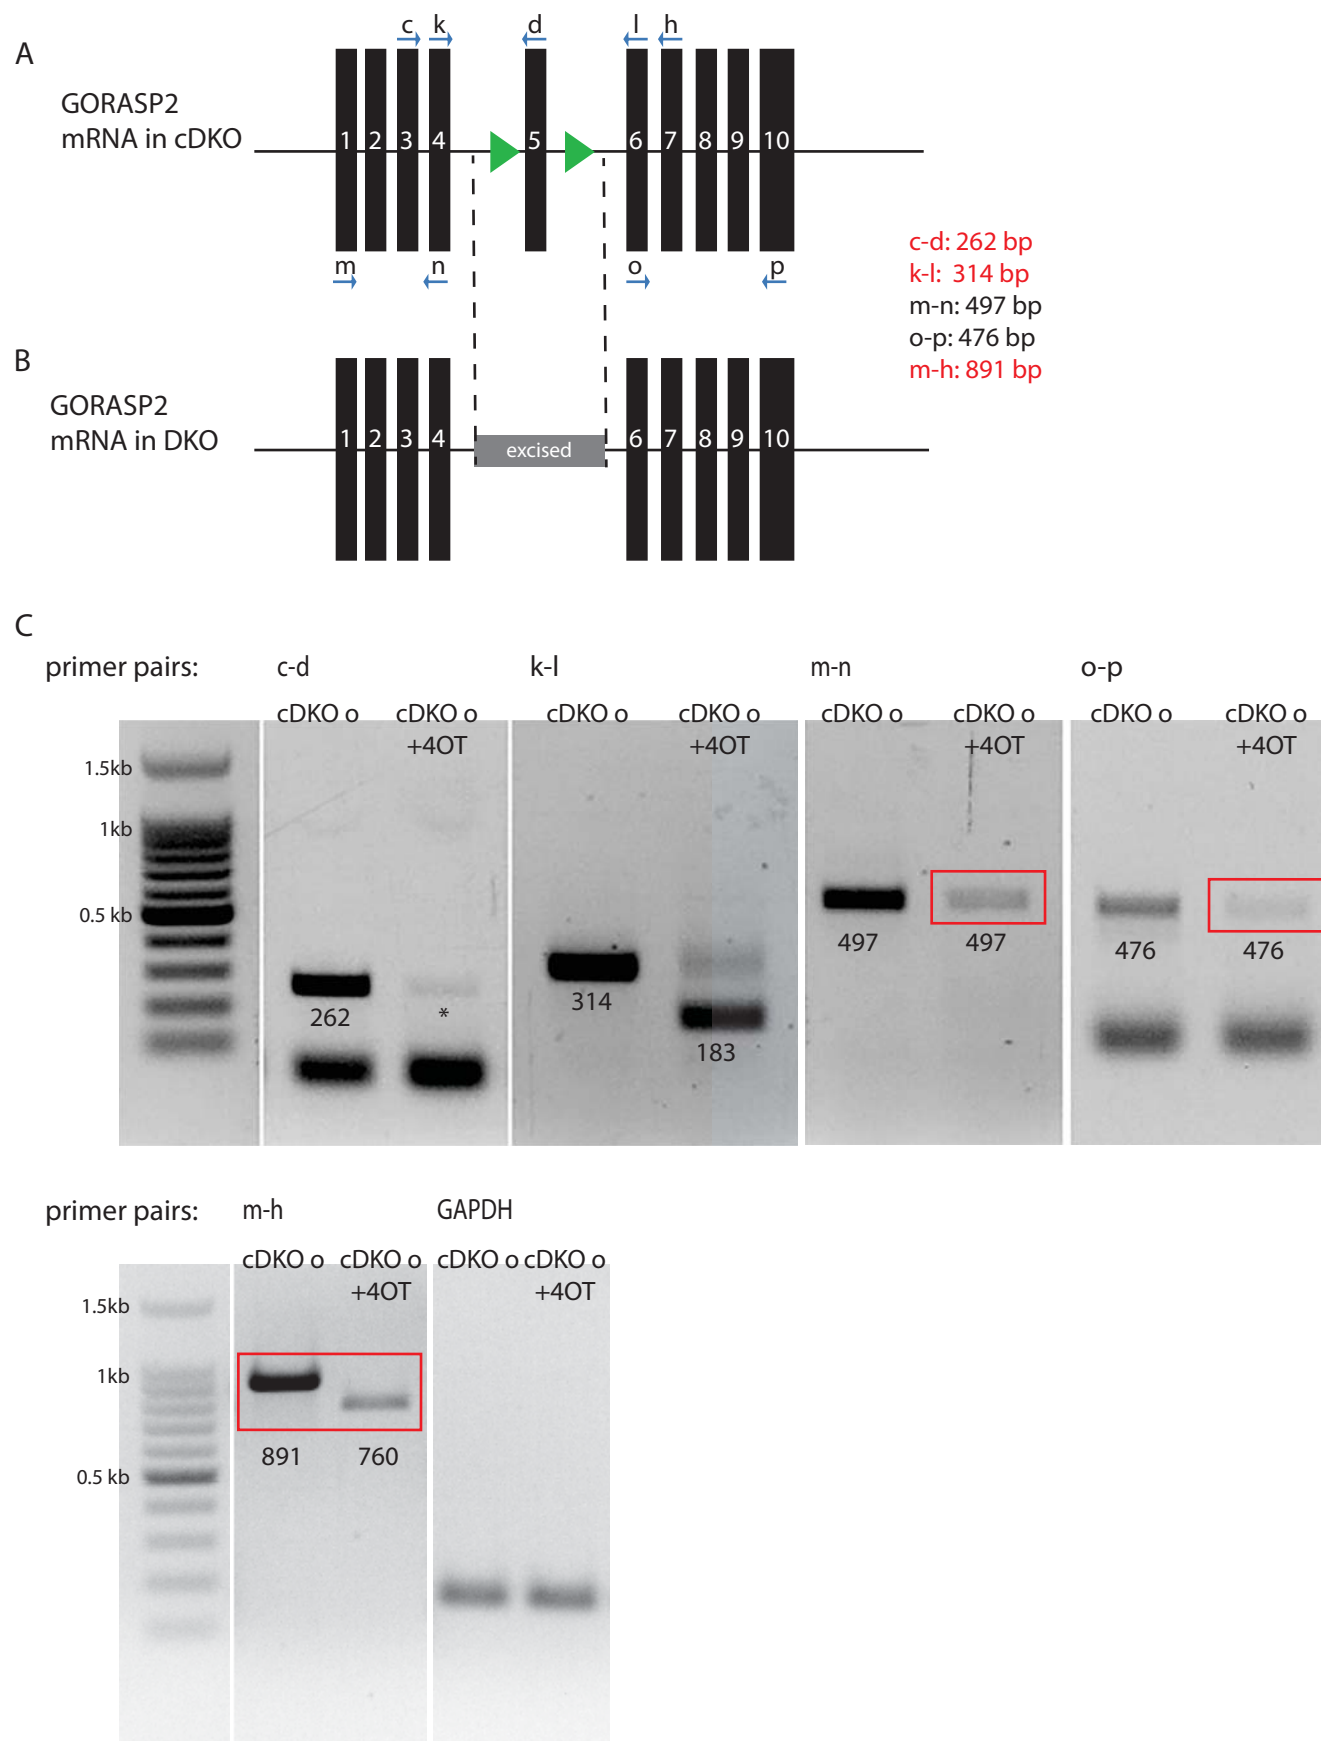 A
c k d l h
GORASP2
mRNA in cDKO
1 2 3 4 5 6 7 8 9 10
m n o p
c-d: 262 bp
k-l: 314 bp
m-n: 497 bp
o-p: 476 bp
m-h: 891 bp
B
GORASP2
mRNA in DKO
1 2 3 4 excised 6 7 8 9 10
C
primer pairs: c-d k-l m-n o-p
cDKO o cDKO o cDKO o cDKO o cDKO o cDKO o cDKO o cDKO o
+4OT +4OT +4OT +4OT
1.5kb
1kb
0.5 kb
497 497 476 476
262 * 314
183
primer pairs: m-h GAPDH
cDKO o cDKO o cDKO o cDKO o
+4OT +4OT
1.5kb
1kb
891 760
0.5 kb